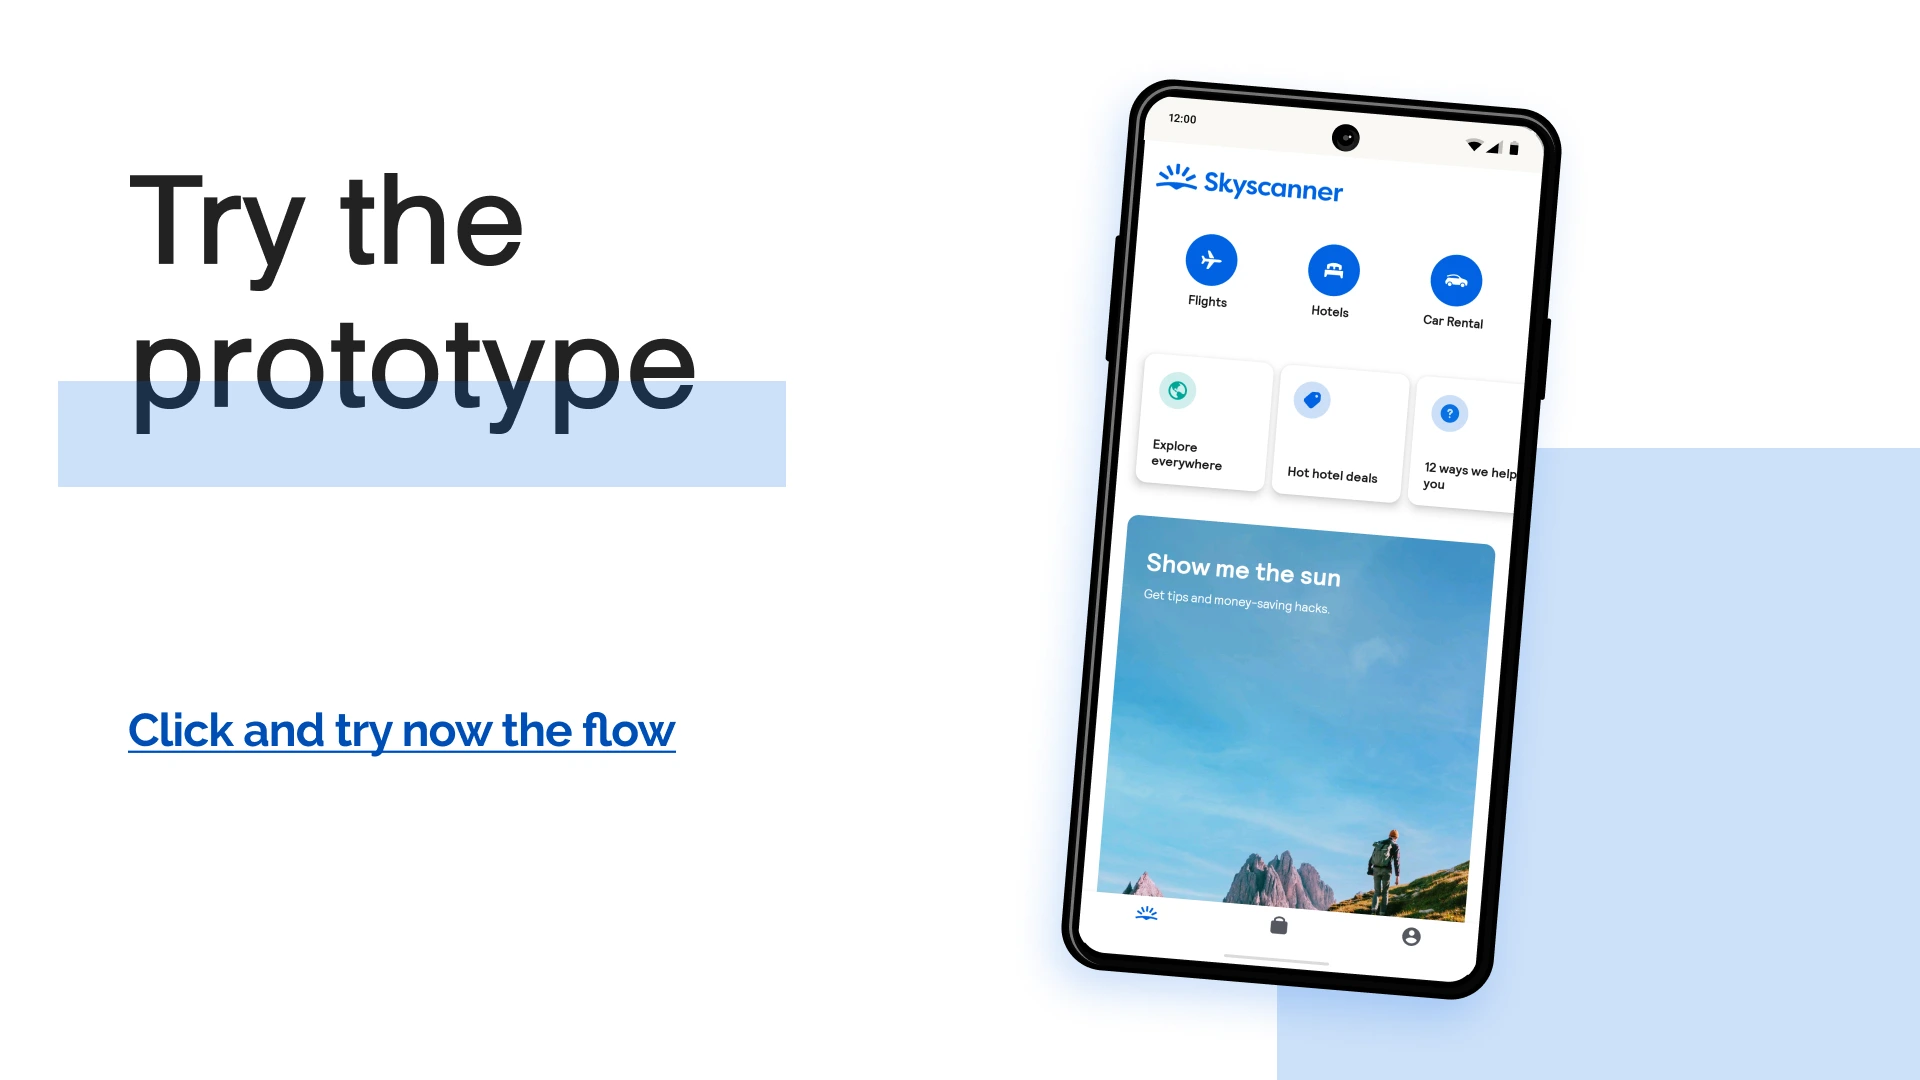 Try the
prototype
Click and try now the flow
12:00
Skyscanner
Flights
Hotels
Car Rental
Explore
everywhere
Hot hotel deals
?
12 ways we help
you
Show me the sun
Get tips and money-saving hacks.